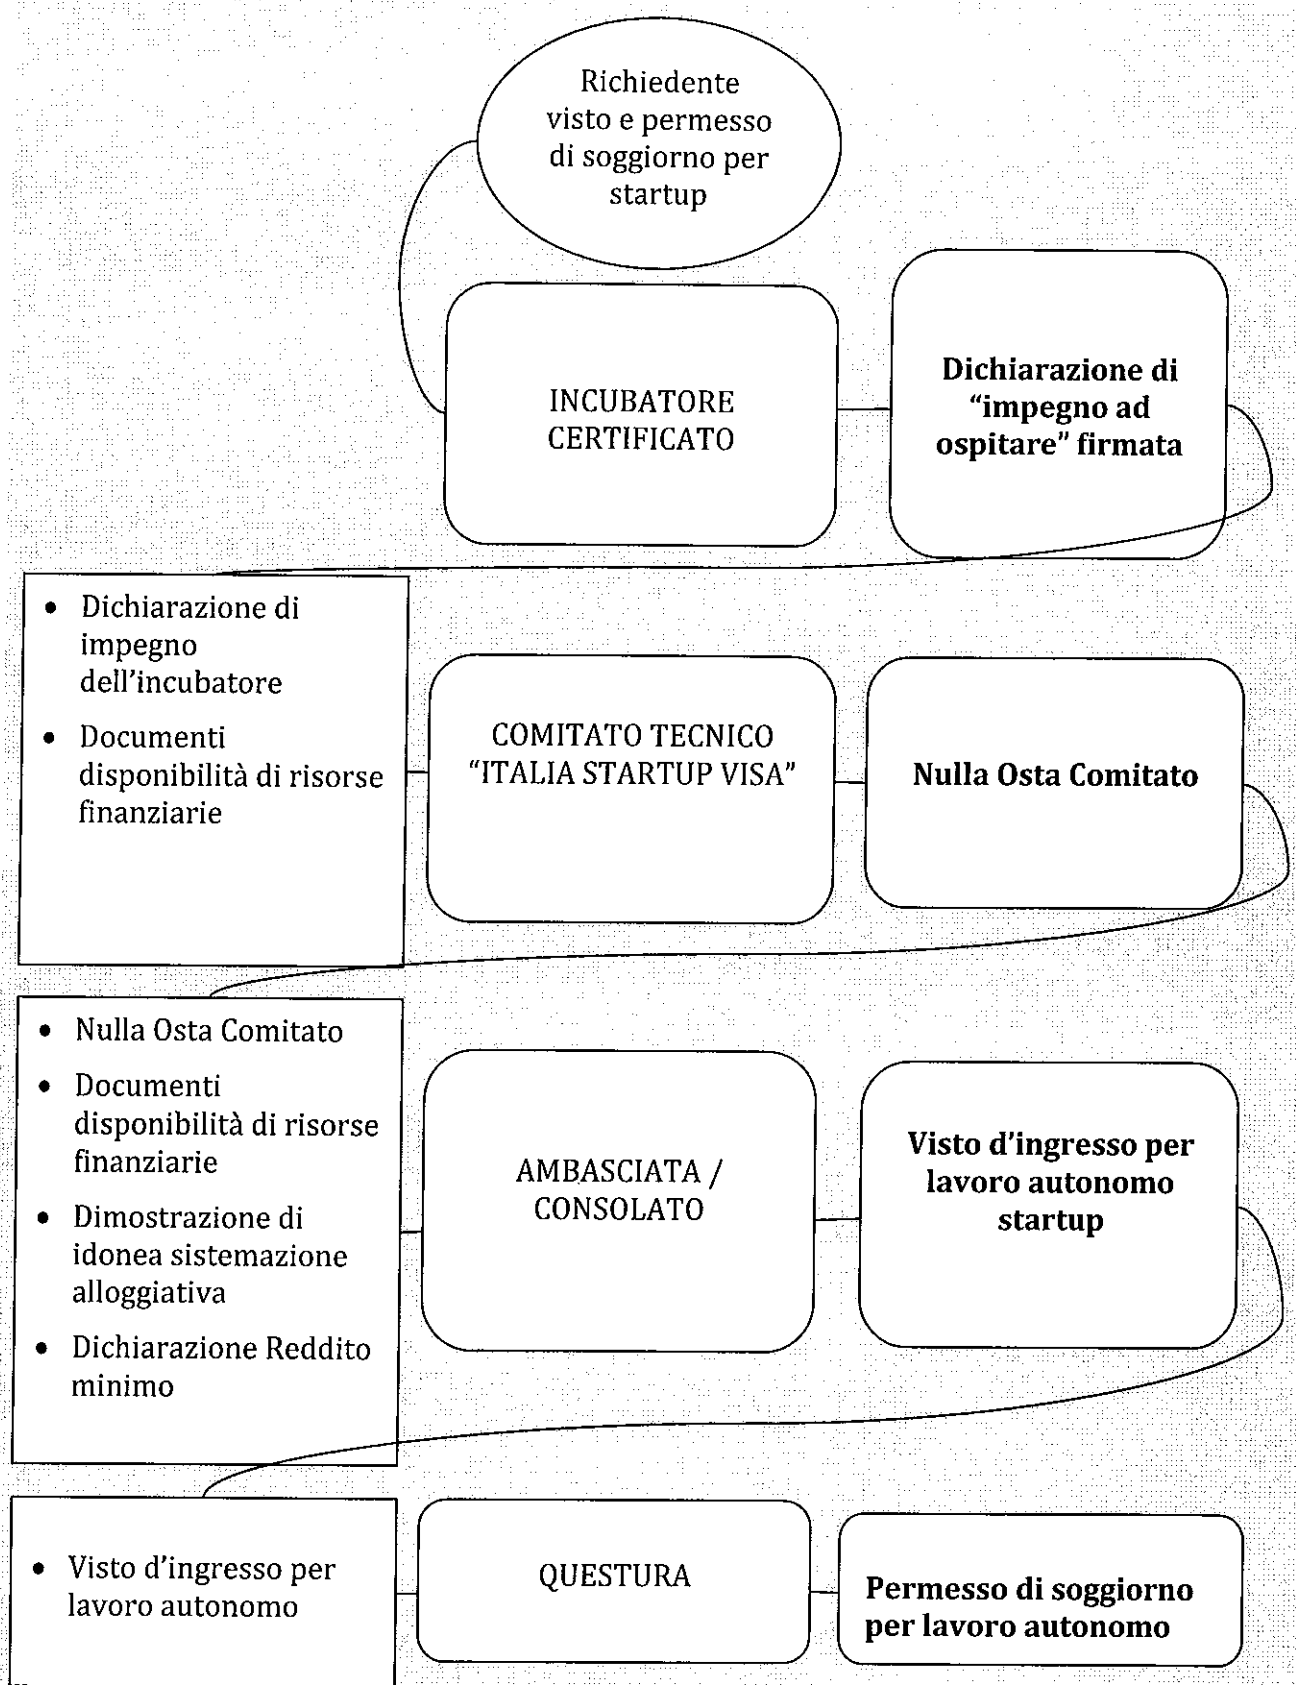 Richiedente
visto e permesso
di soggiorno per
startup
INCUBATORE
CERTIFICATO
Dichiarazione di
“impegno ad
ospitare” firmata
• Dichiarazione di
impegno
dell’incubatore
• Documenti
disponibilità di risorse
finanziarie
COMITATO TECNICO
“ITALIA STARTUP VISA”
Nulla Osta Comitato
• Nulla Osta Comitato
• Documenti
disponibilità di risorse
finanziarie
• Dimostrazione di
idonea sistemazione
alloggiativa
• Dichiarazione Reddito
minimo
AMBASCIATA /
CONSOLATO
Visto d’ingresso per
lavoro autonomo
startup
• Visto d’ingresso per
lavoro autonomo
QUESTURA
Permesso di soggiorno
per lavoro autonomo